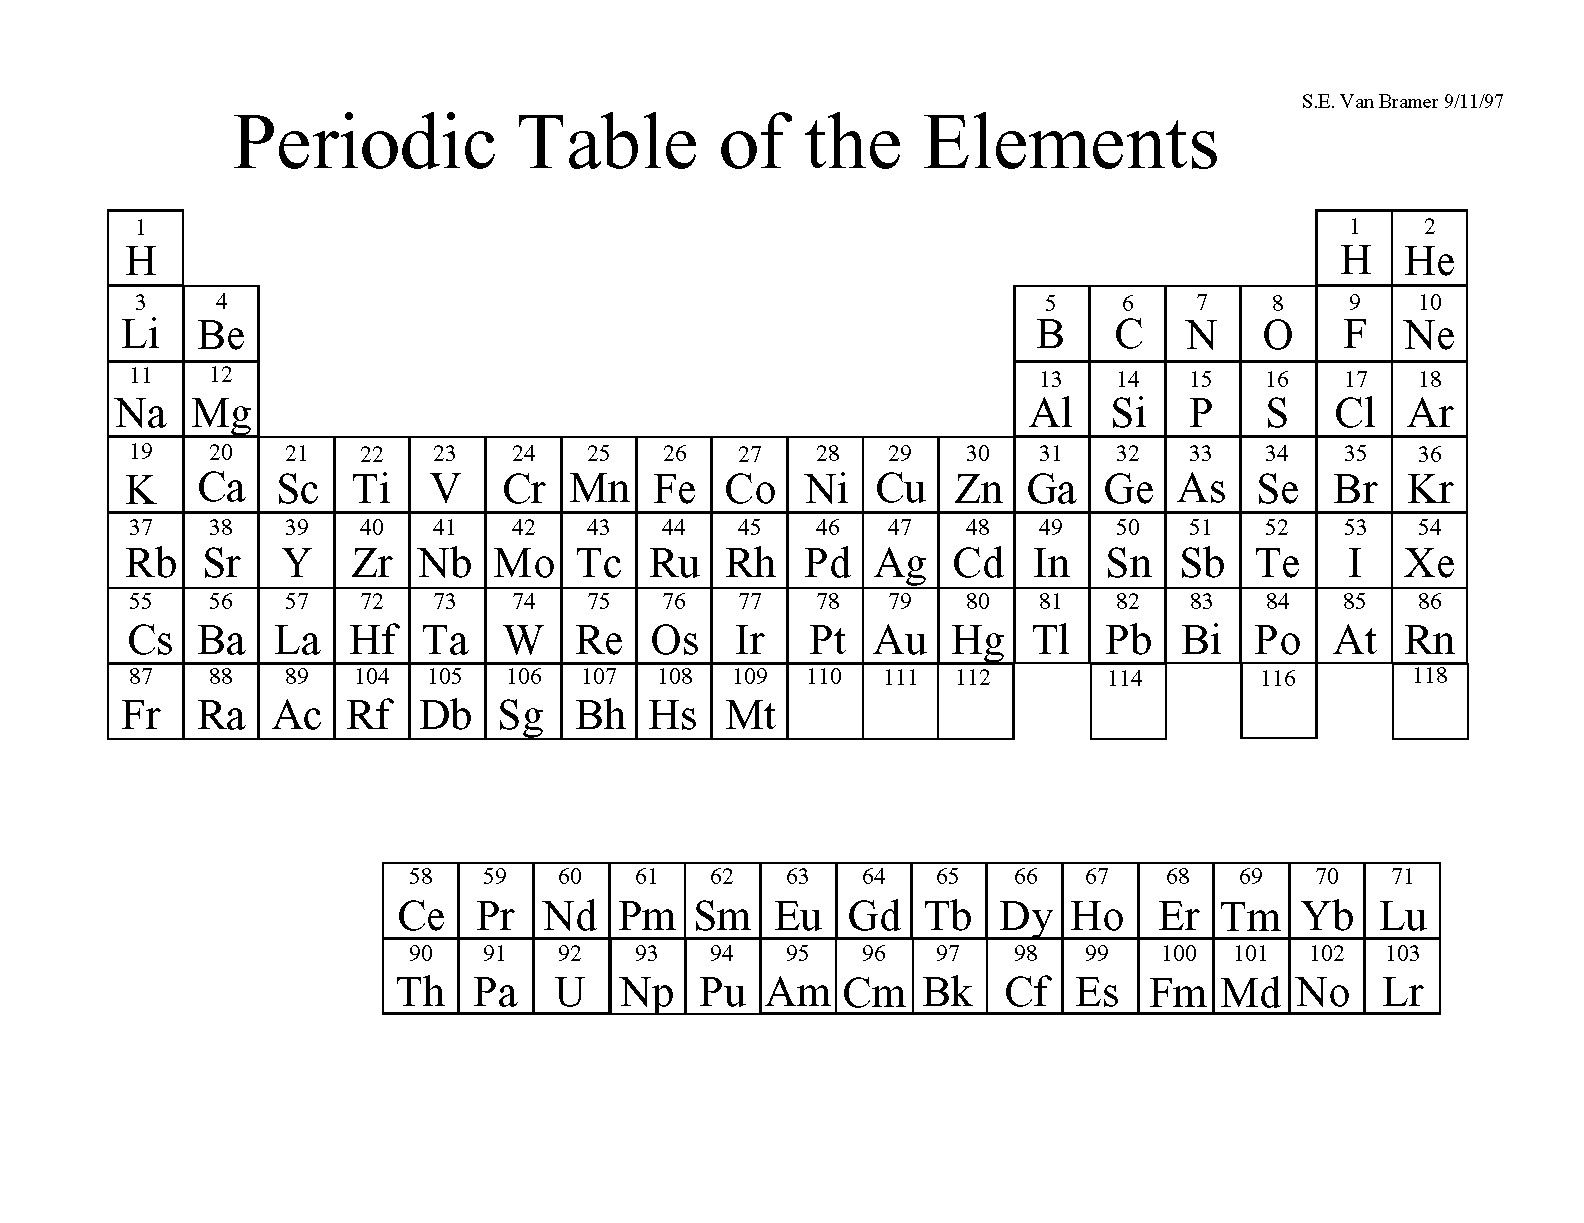 S.E. Van Bramer 9/11/97
Periodic Table of the Elements
1 1 2
H H He
3 4 5 6 7 8 9 10
Li Be B C N O F Ne
11 12 13 14 15 16 17 18
Na Mg Al Si P S Cl Ar
19 20 21 22 23 24 25 26 27 28 29 30 31 32 33 34 35 36
K Ca Sc Ti V Cr Mn Fe Co Ni Cu Zn Ga Ge As Se Br Kr
37 38 39 40 41 42 43 44 45 46 47 48 49 50 51 52 53 54
Rb Sr Y Zr Nb Mo Tc Ru Rh Pd Ag Cd In Sn Sb Te I Xe
55 56 57 72 73 74 75 76 77 78 79 80 81 82 83 84 85 86
Cs Ba La Hf Ta W Re Os Ir Pt Au Hg Tl Pb Bi Po At Rn
87 88 89 104 105 106 107 108 109 110 111 112 114 116 118
Fr Ra Ac Rf Db Sg Bh Hs Mt
58 59 60 61 62 63 64 65 66 67 68 69 70 71
Ce Pr Nd Pm Sm Eu Gd Tb Dy Ho Er Tm Yb Lu
90 91 92 93 94 95 96 97 98 99 100 101 102 103
Th Pa U Np Pu Am Cm Bk Cf Es Fm Md No Lr